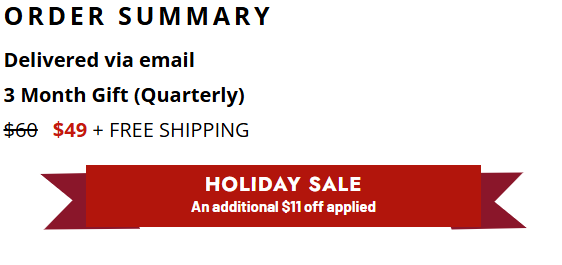 ORDER SUMMARY
Delivered via email
3 Month Gift (Quarterly)
$60 $49 + FREE SHIPPING
HOLIDAY SALE
An additional $11 off applied